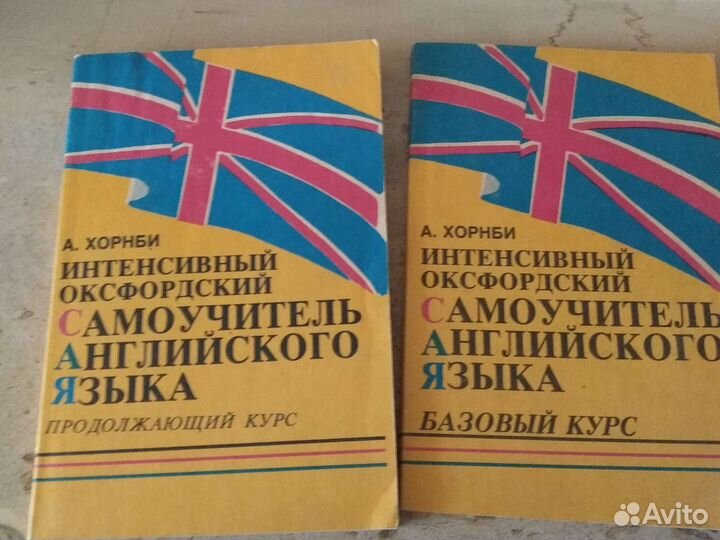 А. ХОРНБИ
ИНТЕНСИВНЫЙ
ОКСФОРДСКИЙ
САМОУЧИТЕЛЬ
АНГЛИЙСКОГО
ЯЗЫКА
ПРОДОЛЖАЮЩИЙ КУРС
А. ХОРНБИ
ИНТЕНСИВНЫЙ
ОКСФОРДСКИЙ
САМОУЧИТЕЛЬ
АНГЛИЙСКОГО
ЯЗЫКА
БАЗОВЫЙ КУРС
Avito